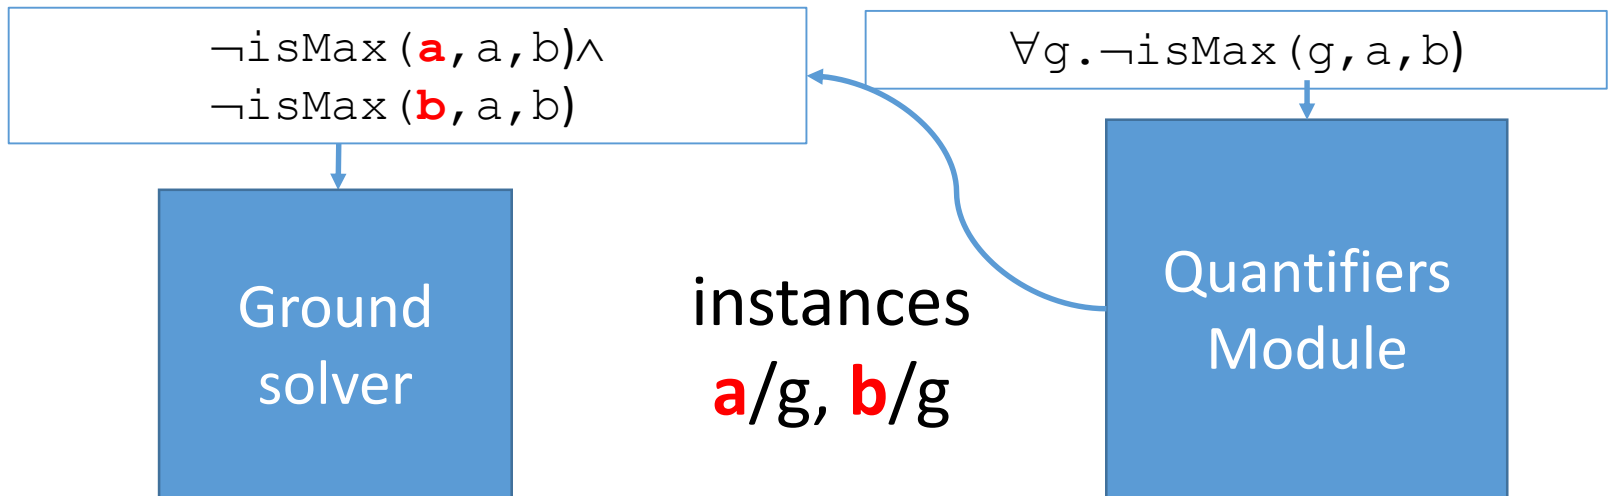 ¬isMax(a,a,b)∧
¬isMax(b,a,b)
∀g.¬isMax(g,a,b)
Ground
solver
instances
a/g, b/g
Quantifiers
Module